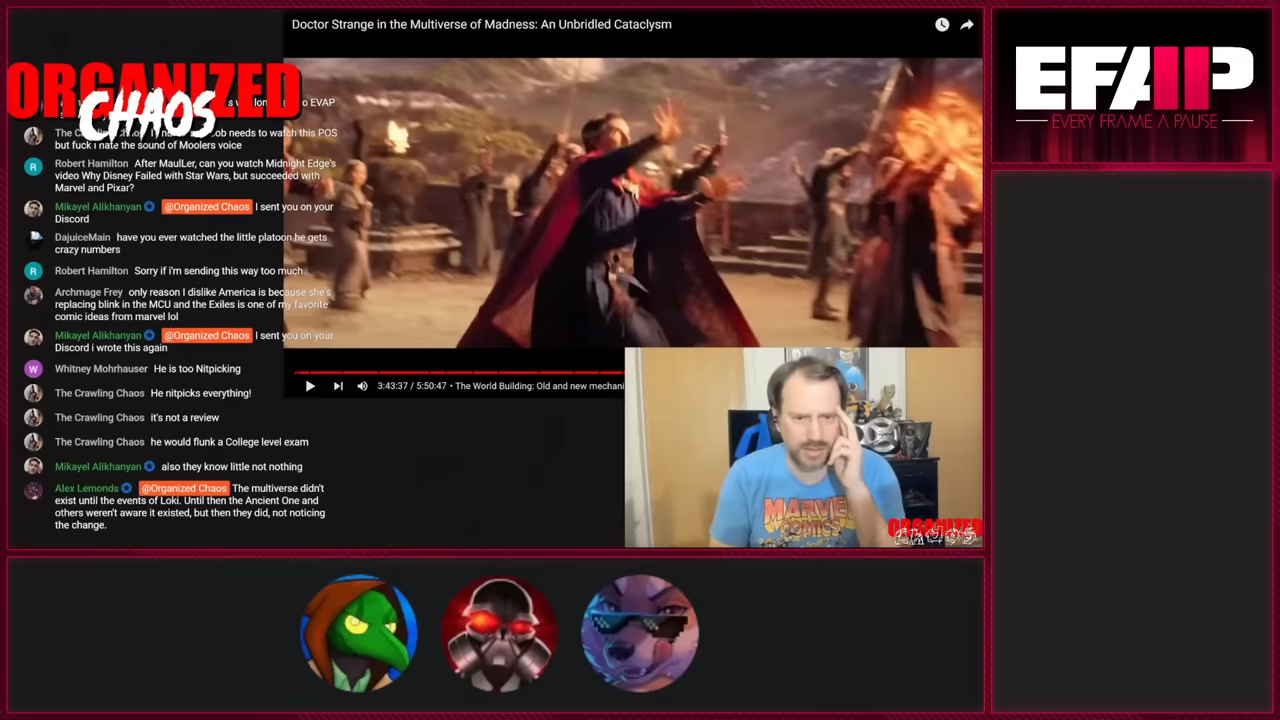 Doctor Strange in the Multiverse of Madness: An Unbridled Cataclysm
EFAP
EVERY FRAME A PAUSE
ORGANIZED
CHAOS
EVAP
needs to watch this POS
but fuck i hate the sound of Moolers voice
R
Robert Hamilton After MaulLer, can you watch Midnight Edge's
video Why Disney Failed with Star Wars, but succeeded with
Marvel and Pixar?
Mikayel Alikhanyan @Organized Chaos I sent you on your
Discord
DajuiceMain have you ever watched the little platoon he gets
crazy numbers
R
Robert Hamilton Sorry if i'm sending this way too much
Archmage Frey only reason I dislike America is because she's
replacing blink in the MCU and the Exiles is one of my favorite
comic ideas from marvel lol
Mikayel Alikhanyan @Organized Chaos I sent you on your
Discord i wrote this again
W
Whitney Mohrhauser He is too Nitpicking
The Crawling Chaos He nitpicks everything!
The Crawling Chaos it's not a review
The Crawling Chaos he would flunk a College level exam
Mikayel Alikhanyan also they know little not nothing
Alex Lemonds @Organized Chaos The multiverse didn't
exist until the events of Loki. Until then the Ancient One and
others weren't aware it existed, but then they did, not noticing
the change.
3:43:37 / 5:50:47 • The World Building: Old and new mechani
MARVEL
COMICS
ORGANIZED
CHAOS